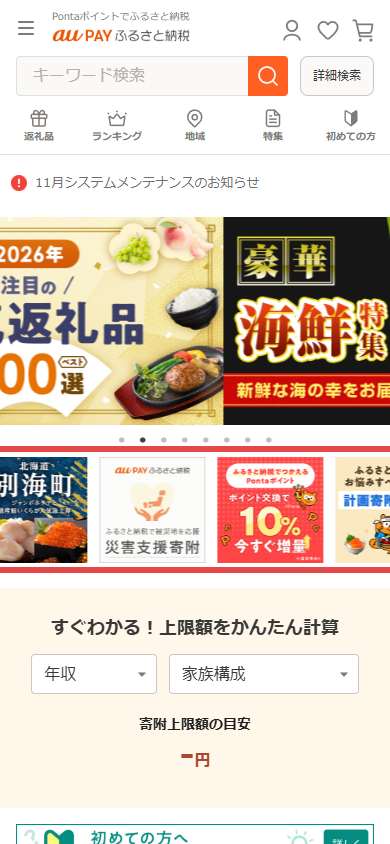 Pontaポイントでふるさと納税
au PAY ふるさと納税
キーワード検索
詳細検索
返礼品
ランキング
地域
特集
初めての方
11月システムメンテナンスのお知らせ
2026年
注目の
返礼品
00選
ベスト
豪華
海鮮特集
新鮮な海の幸をお届
北海道
別海町
au PAY ふるさと納税
ふるさと納税で被災地を応援
災害支援寄附
ふるさと納税でつかえる
Pontaポイント
ポイント交換で
10%
今すぐ増量
ふるさと
お悩みすべ
計画寄附
すぐわかる！上限額をかんたん計算
年収
家族構成
寄附上限額の目安
-円
初めての方へ
詳しく